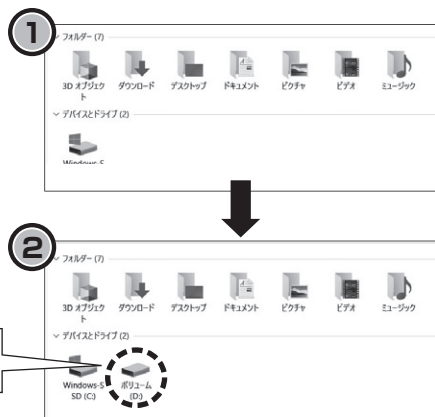 1
フォルダー (7)
3D オブジェク
ト
ダウンロード
デスクトップ
ドキュメント
ピクチャ
ビデオ
ミュージック
デバイスとドライブ (2)
Windows-S
2
フォルダー (7)
3D オブジェク
ト
ダウンロード
デスクトップ
ドキュメント
ピクチャ
ビデオ
ミュージック
デバイスとドライブ (2)
Windows-S
SD (C:)
ボリューム
(D:)